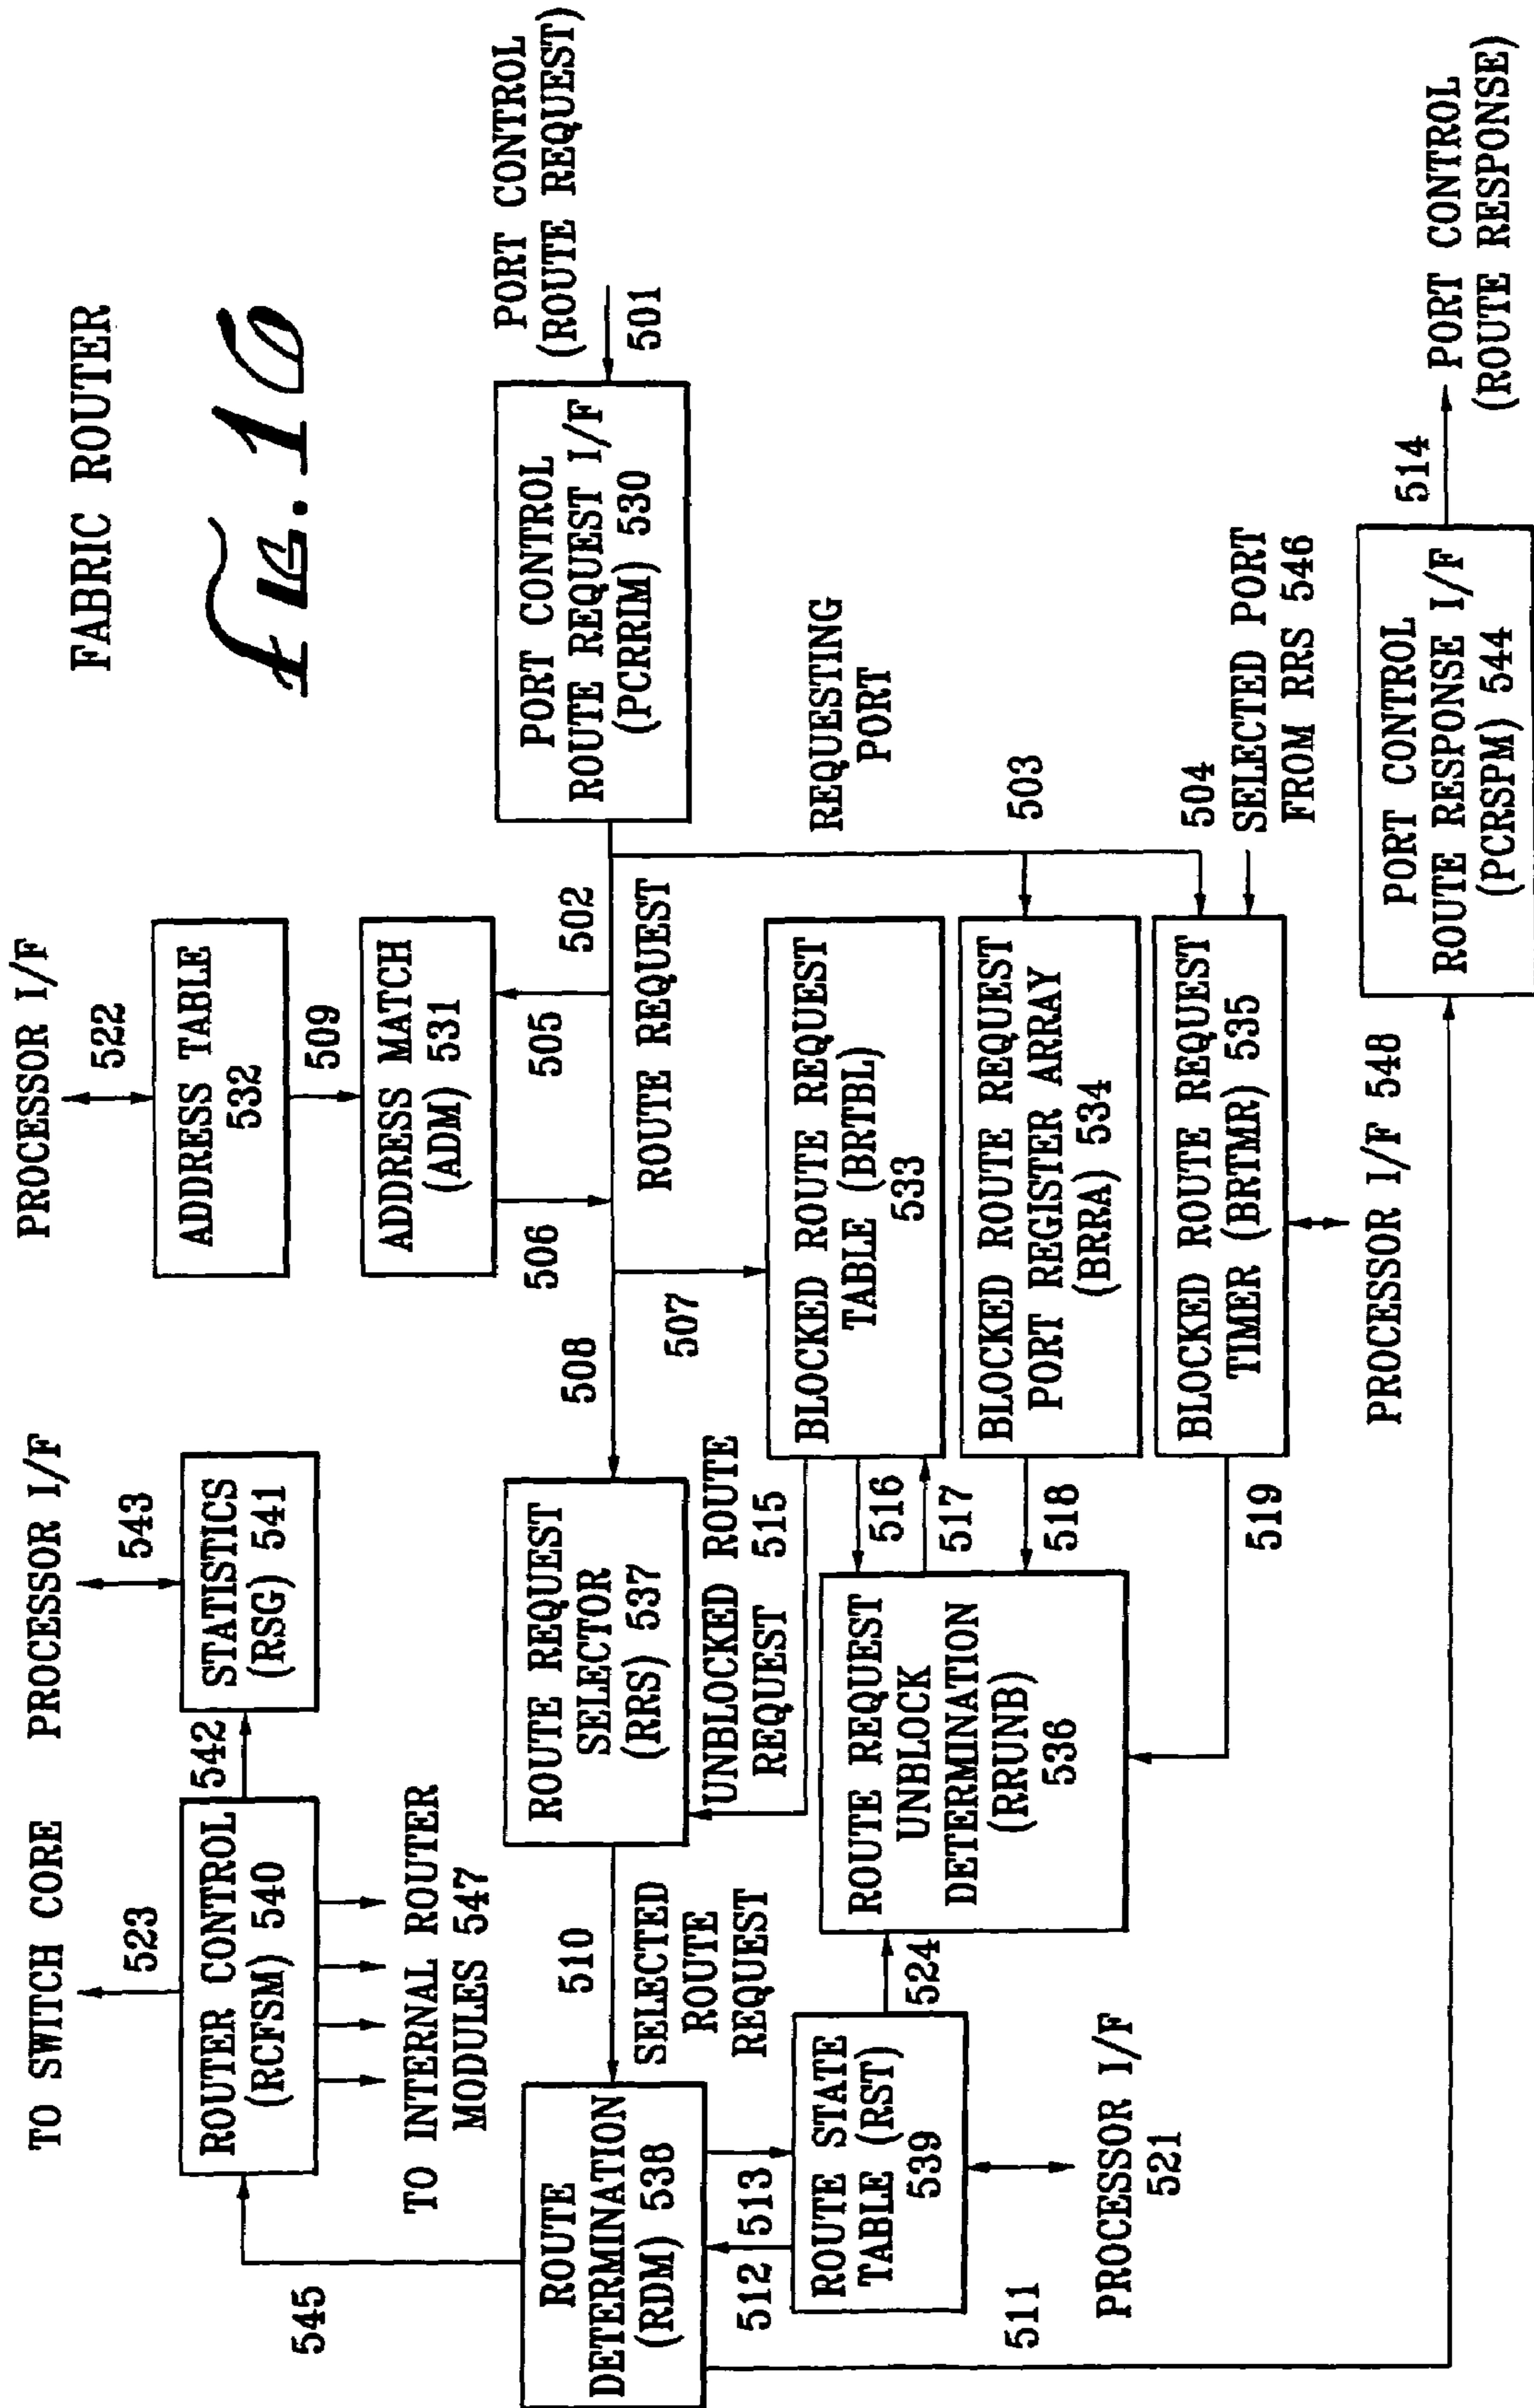 FABRIC ROUTER
FIG. 16
TO SWITCH CORE
523
ROUTER CONTROL
(RCFSM) 540
542
PROCESSOR I/F
543
STATISTICS
(RSG) 541
TO INTERNAL ROUTER
MODULES 547
545
PROCESSOR I/F
522
ADDRESS TABLE
532
509
ADDRESS MATCH
(ADM) 531
506
505
PORT CONTROL
(ROUTE REQUEST)
501
PORT CONTROL
ROUTE REQUEST I/F
(PCRRIM) 530
502
ROUTE REQUEST
508
507
ROUTE REQUEST
SELECTOR
(RRS) 537
510
SELECTED
ROUTE
REQUEST
ROUTE
DETERMINATION
(RDM) 538
512
513
ROUTE STATE
TABLE (RST)
539
524
511
PROCESSOR I/F
521
UNBLOCKED ROUTE
REQUEST
515
ROUTE REQUEST
UNBLOCK
DETERMINATION
(RRUNB)
536
516
517
518
519
BLOCKED ROUTE REQUEST
TABLE (BRTBL)
533
BLOCKED ROUTE REQUEST
PORT REGISTER ARRAY
(BRRA) 534
BLOCKED ROUTE REQUEST
TIMER (BRTMR) 535
REQUESTING
PORT
503
504
SELECTED PORT
FROM RRS 546
PROCESSOR I/F 548
PORT CONTROL
ROUTE RESPONSE I/F
(PCRSPM) 544
514
PORT CONTROL
(ROUTE RESPONSE)